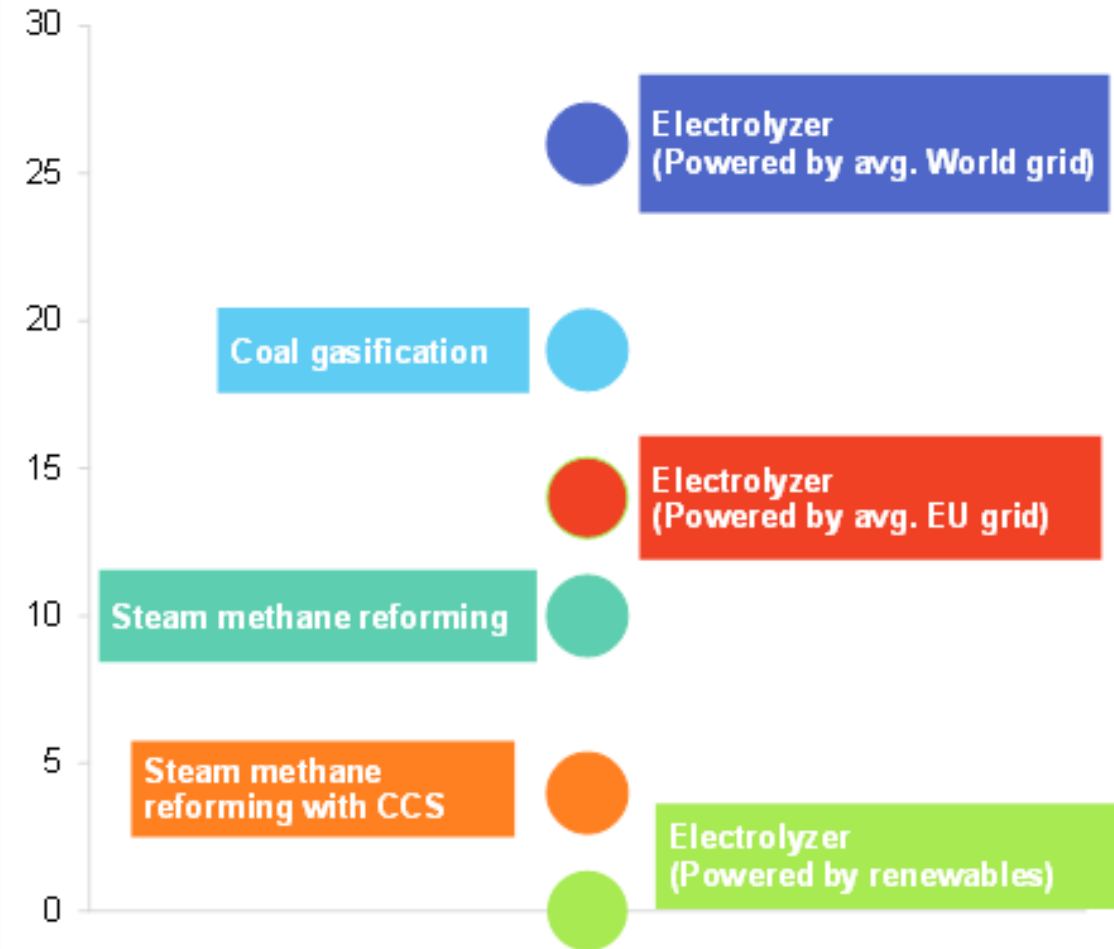 30
Electrolyzer
(Powered by avg. World grid)
25
20
Coal gasification
15
Electrolyzer
(Powered by avg. EU grid)
10
Steam methane reforming
5
Steam methane
reforming with CCS
Electrolyzer
(Powered by renewables)
0